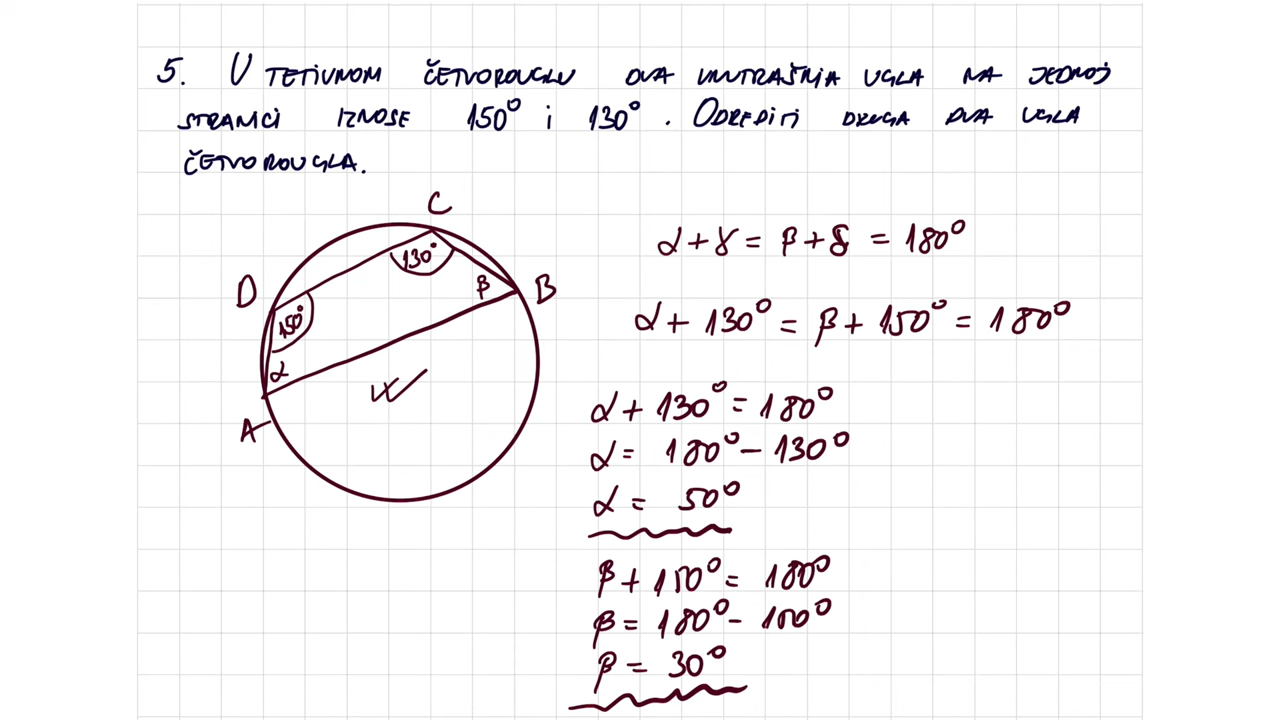 5. U TETIVNOM ČETVOROUGLU DVA UNUTRAŠNJA UGLA NA JEDNOJ
STRANICI IZNOSE 150° i 130°. ODREDITI DRUGA DVA UGLA
ČETVOROUGLA.
C
130°
D
β
B
150°
α
A
α + γ = β + δ = 180°
α + 130° = β + 150° = 180°
α + 130° = 180°
α = 180° - 130°
α = 50°
β + 150° = 180°
β = 180° - 150°
β = 30°